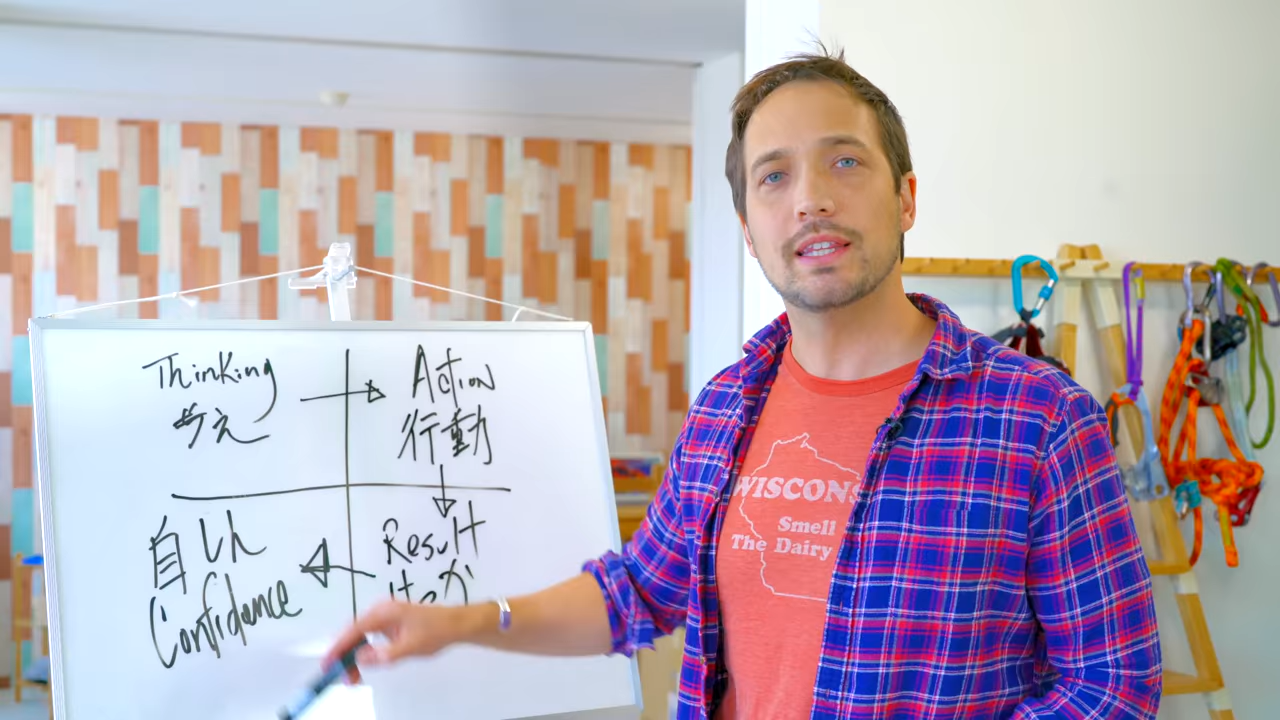 Thinking
考え
Action
行動
自しん
Confidence
Result
けっか
WISCONS
Smell
The Dairy